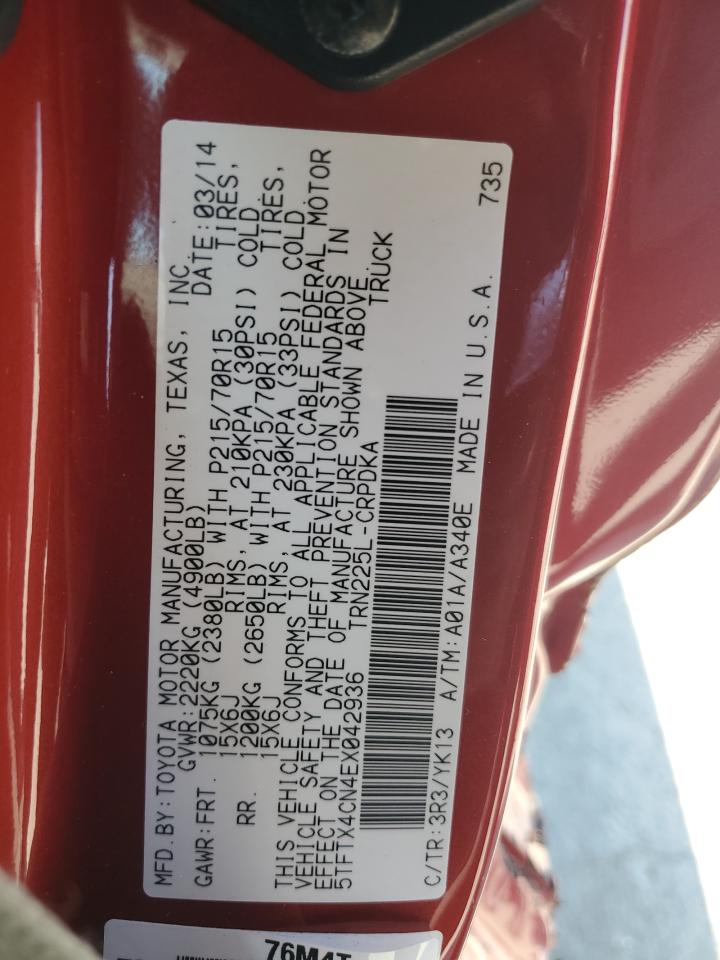 MFD.BY:TOYOTA MOTOR MANUFACTURING, TEXAS, INC.
GVWR:2220KG (4900LB) DATE:03/14
GAWR:FRT. 1075KG (2380LB) WITH P215/70R15 TIRES,
15X6J RIMS, AT 210KPA (30PSI) COLD.
RR. 1200KG (2650LB) WITH P215/70R15 TIRES,
15X6J RIMS, AT 230KPA (33PSI) COLD.
THIS VEHICLE CONFORMS TO ALL APPLICABLE FEDERAL MOTOR
VEHICLE SAFETY AND THEFT PREVENTION STANDARDS IN
EFFECT ON THE DATE OF MANUFACTURE SHOWN ABOVE.
5TFTX4CN4EX042936 TRN225L-CRPDKA TRUCK
C/TR:3R3/YK13 A/TM:A01A/A340E MADE IN U.S.A. 735
76M4T